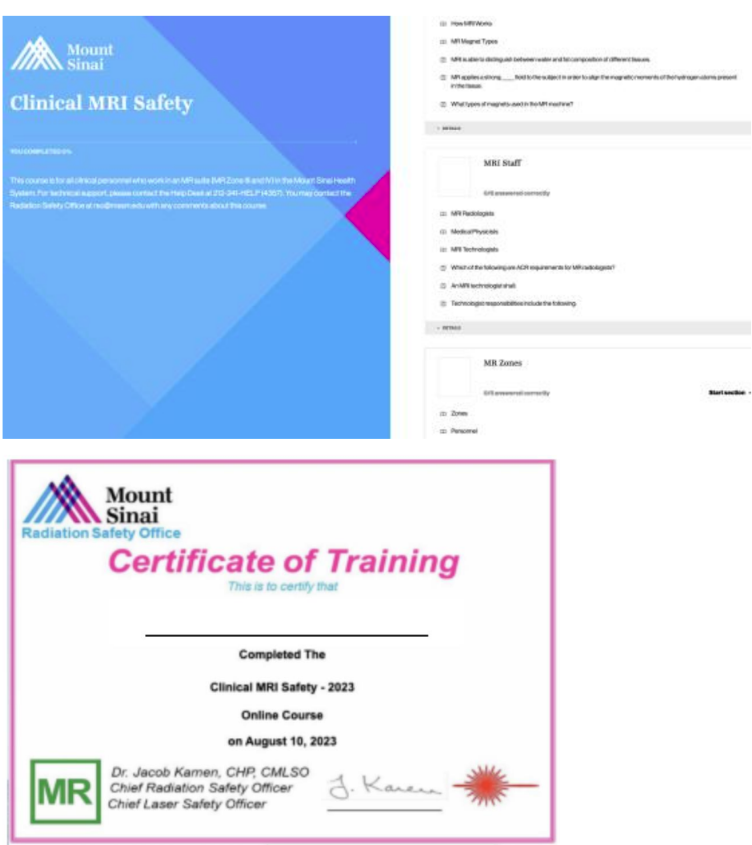 Mount
Sinai
Clinical MRI Safety
YOU COMPLETED 0%
This course is for all clinical personnel who work in an MR suite (MR Zone III and IV) in the Mount Sinai Health
System. For technical support, please contact the Help Desk at 212-241-HELP (4357). You may contact the
Radiation Safety Office at rso@mssm.edu with any comments about this course.
How MRI Works
MR Magnet Types
MRI is able to distinguish between water and fat composition of different tissues.
MR applies a strong ____ field to the subject in order to align the magnetic moments of the hydrogen atoms present
in the tissue.
What types of magnets used in the MR machine?
DETAILS
MRI Staff
answered correctly
MRI Radiologists
Medical Physicists
MRI Technologists
Which of the following are ACR requirements for MR radiologists?
An MRI technologist shall:
Technologist responsibilities include the following:
DETAILS
MR Zones
answered correctly
Start section
Zones
Personnel
Mount
Sinai
Radiation Safety Office
Certificate of Training
This is to certify that
Completed The
Clinical MRI Safety - 2023
Online Course
on August 10, 2023
MR
Dr. Jacob Kamen, CHP, CMLSO
Chief Radiation Safety Officer
Chief Laser Safety Officer
J. Kamen